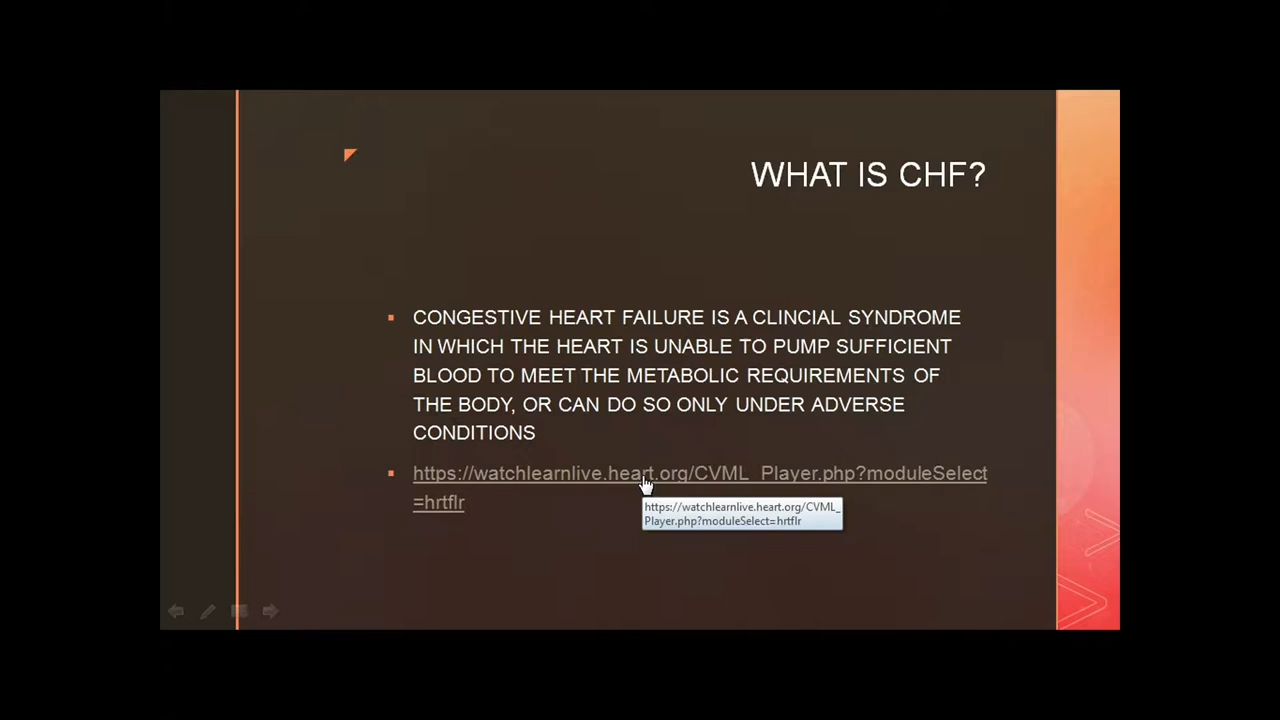 WHAT IS CHF?
CONGESTIVE HEART FAILURE IS A CLINCIAL SYNDROME
IN WHICH THE HEART IS UNABLE TO PUMP SUFFICIENT
BLOOD TO MEET THE METABOLIC REQUIREMENTS OF
THE BODY, OR CAN DO SO ONLY UNDER ADVERSE
CONDITIONS
https://watchlearnlive.heart.org/CVML_Player.php?moduleSelect
=hrtflr
https://watchlearnlive.heart.org/CVML_
Player.php?moduleSelect=hrtflr